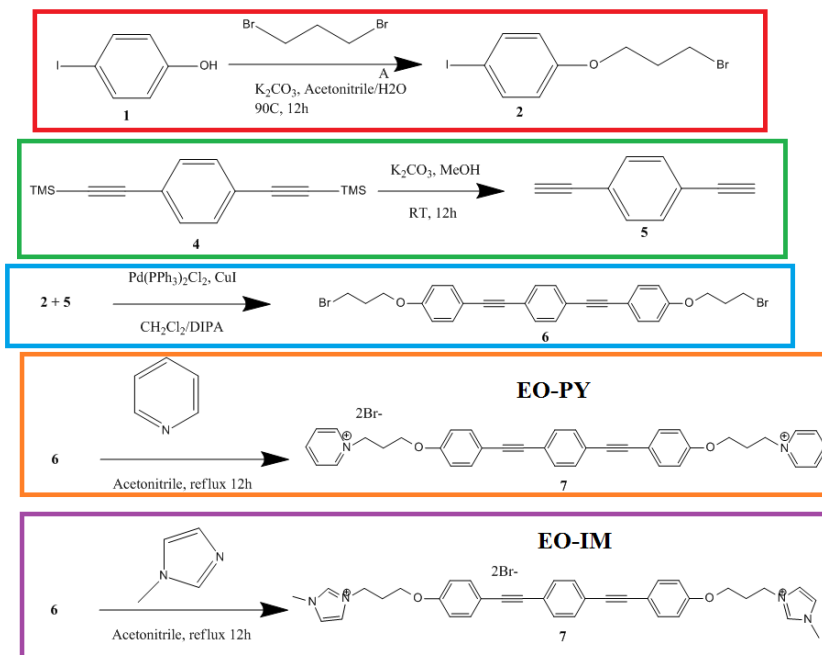 Br
Br
I
OH
A
K2CO3, Acetonitrile/H2O
90C, 12h
1
I
O
Br
2
TMS
TMS
4
K2CO3, MeOH
RT, 12h
5
2 + 5
Pd(PPh3)2Cl2, CuI
CH2Cl2/DIPA
Br
O
O
Br
6
N
6
Acetonitrile, reflux 12h
EO-PY
2Br-
N+
O
O
N+
7
N
N
6
Acetonitrile, reflux 12h
EO-IM
2Br-
N
N+
O
O
N+
N
7